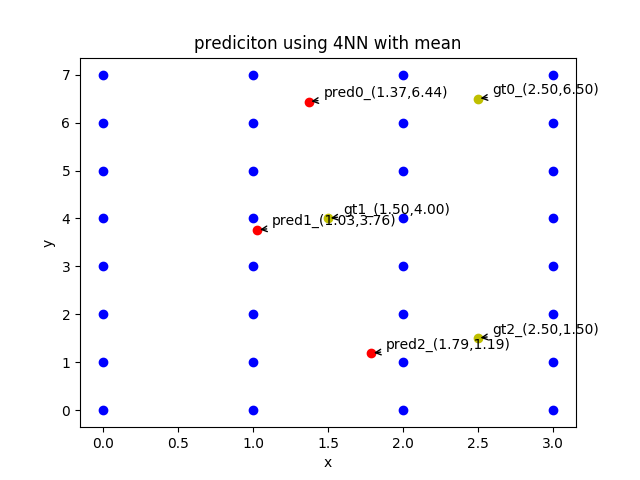 prediciton using 4NN with mean
7
6
5
4
3
2
1
0
y
pred0_(1.37,6.44)
gt0_(2.50,6.50)
gt1_(1.50,4.00)
pred1_(1.03,3.76)
gt2_(2.50,1.50)
pred2_(1.79,1.19)
0.0 0.5 1.0 1.5 2.0 2.5 3.0
x